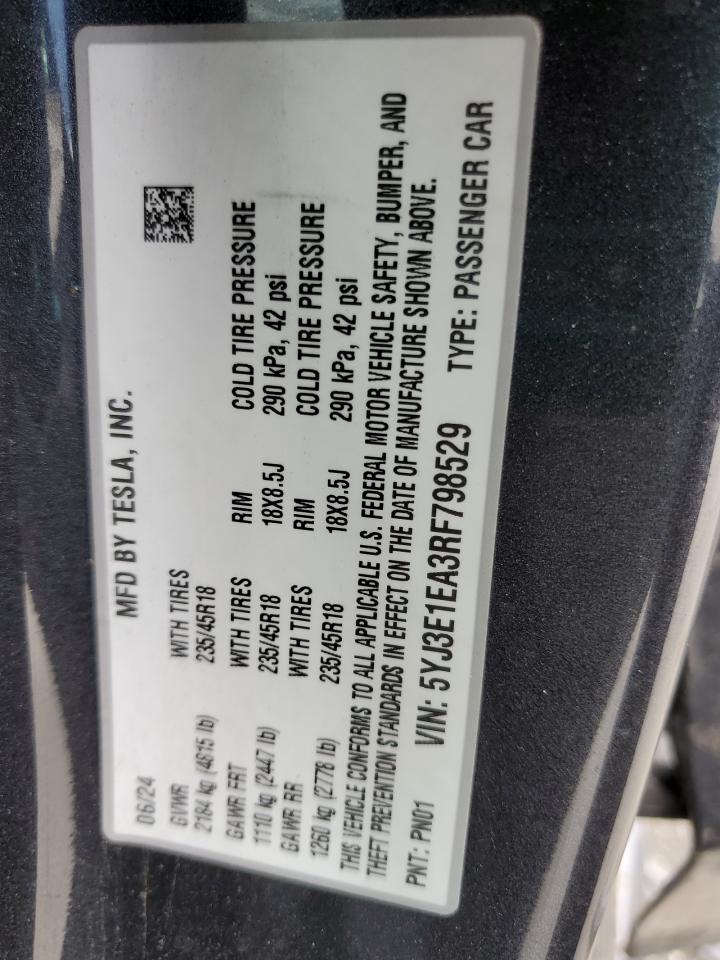 MFD BY TESLA, INC.
06/24
GVWR WITH TIRES
2184 kg (4815 lb) 235/45R18
GAWR FRT WITH TIRES RIM COLD TIRE PRESSURE
1110 kg (2447 lb) 235/45R18 18X8.5J 290 kPa, 42 psi
GAWR RR WITH TIRES RIM COLD TIRE PRESSURE
1260 kg (2778 lb) 235/45R18 18X8.5J 290 kPa, 42 psi
THIS VEHICLE CONFORMS TO ALL APPLICABLE U.S. FEDERAL MOTOR VEHICLE SAFETY, BUMPER, AND
THEFT PREVENTION STANDARDS IN EFFECT ON THE DATE OF MANUFACTURE SHOWN ABOVE.
PNT: PN01 VIN: 5YJ3E1EA3RF798529 TYPE: PASSENGER CAR